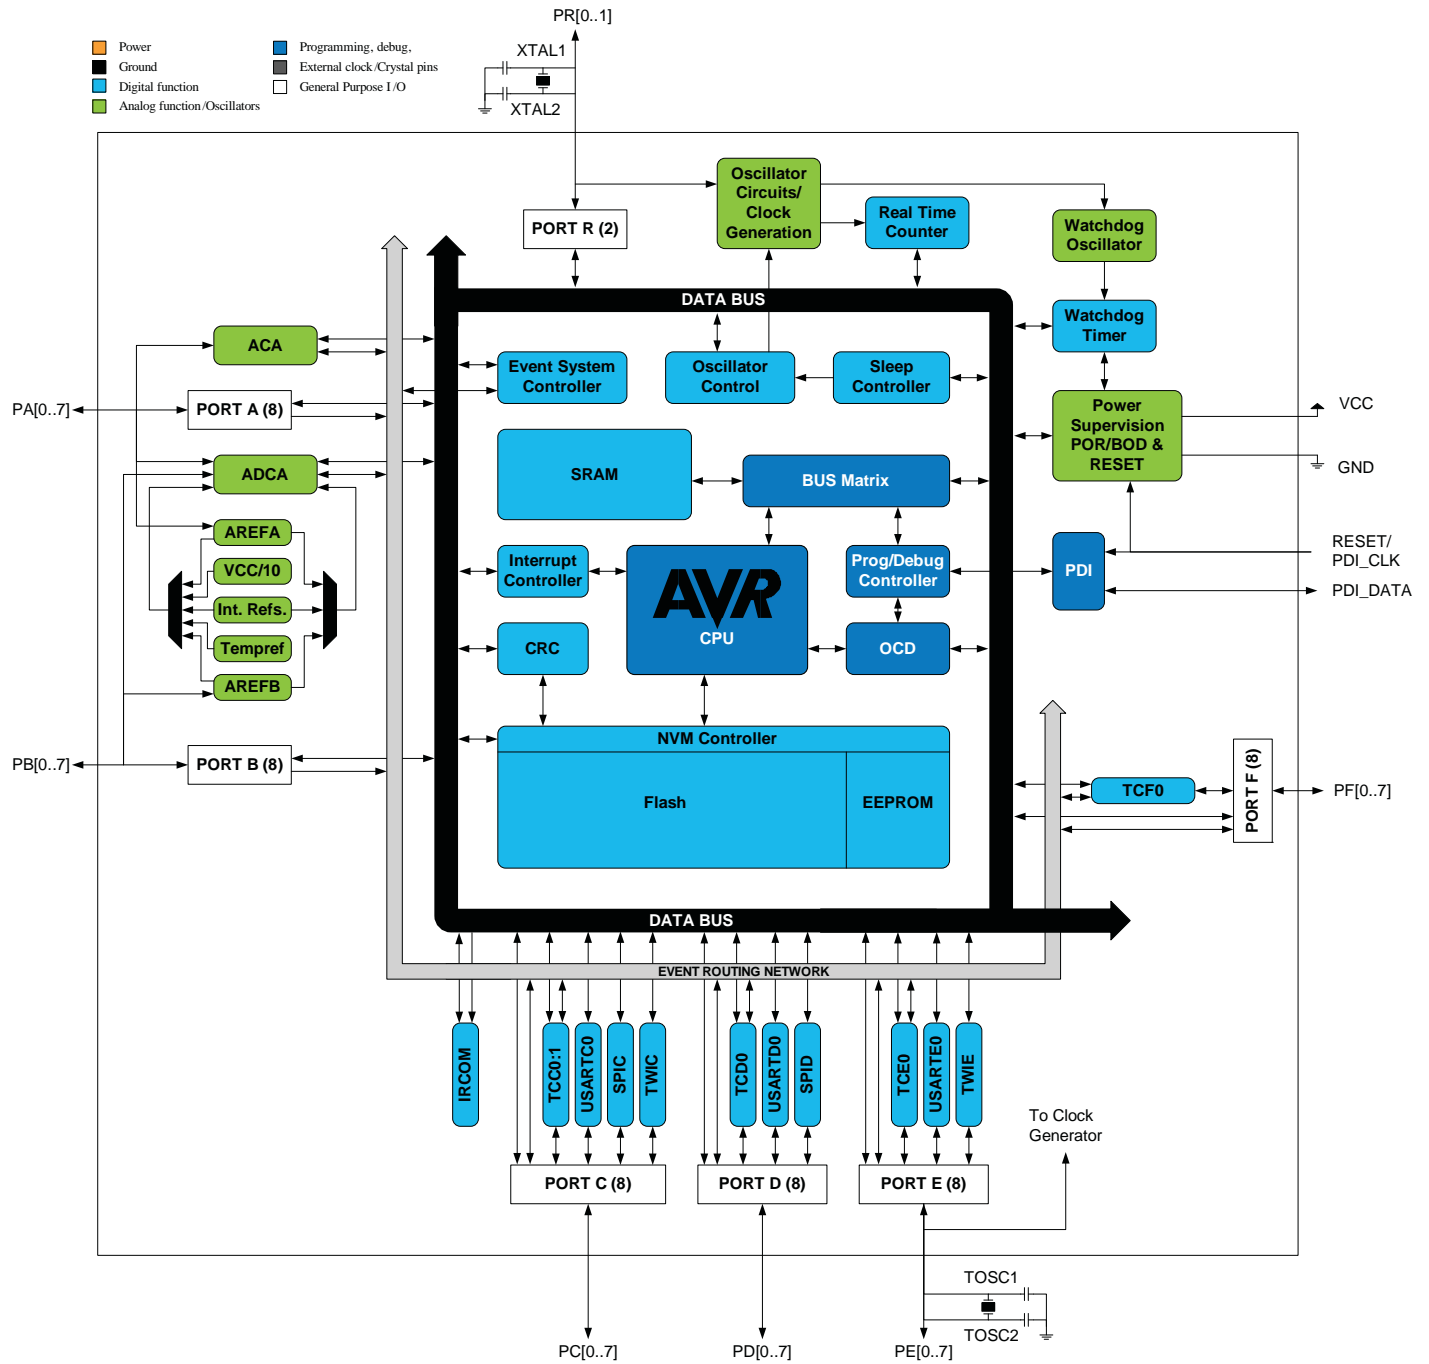 PR[0..1]
Power
Ground
Digital function
Analog function/Oscillators
Programming, debug,
External clock/Crystal pins
General Purpose I/O
XTAL1
XTAL2
Oscillator
Circuits/
Clock
Generation
PORT R (2)
Real Time
Counter
Watchdog
Oscillator
DATA BUS
Watchdog
Timer
ACA
Event System
Controller
Oscillator
Control
Sleep
Controller
PA[0..7]
PORT A (8)
Power
Supervision
POR/BOD &
RESET
VCC
GND
ADCA
SRAM
BUS Matrix
AREFA
VCC/10
Int. Refs.
Tempref
AREFB
Interrupt
Controller
AVR
CPU
Prog/Debug
Controller
PDI
RESET/
PDI_CLK
PDI_DATA
CRC
OCD
NVM Controller
Flash
EEPROM
PB[0..7]
PORT B (8)
TCF0
PORT F (8)
PF[0..7]
DATA BUS
EVENT ROUTING NETWORK
IRCOM
TCC0:1
USARTC0
SPIC
TWIC
TCD0
USARTD0
SPID
TCE0
USARTE0
TWIE
To Clock
Generator
PORT C (8)
PORT D (8)
PORT E (8)
TOSC1
TOSC2
PC[0..7]
PD[0..7]
PE[0..7]